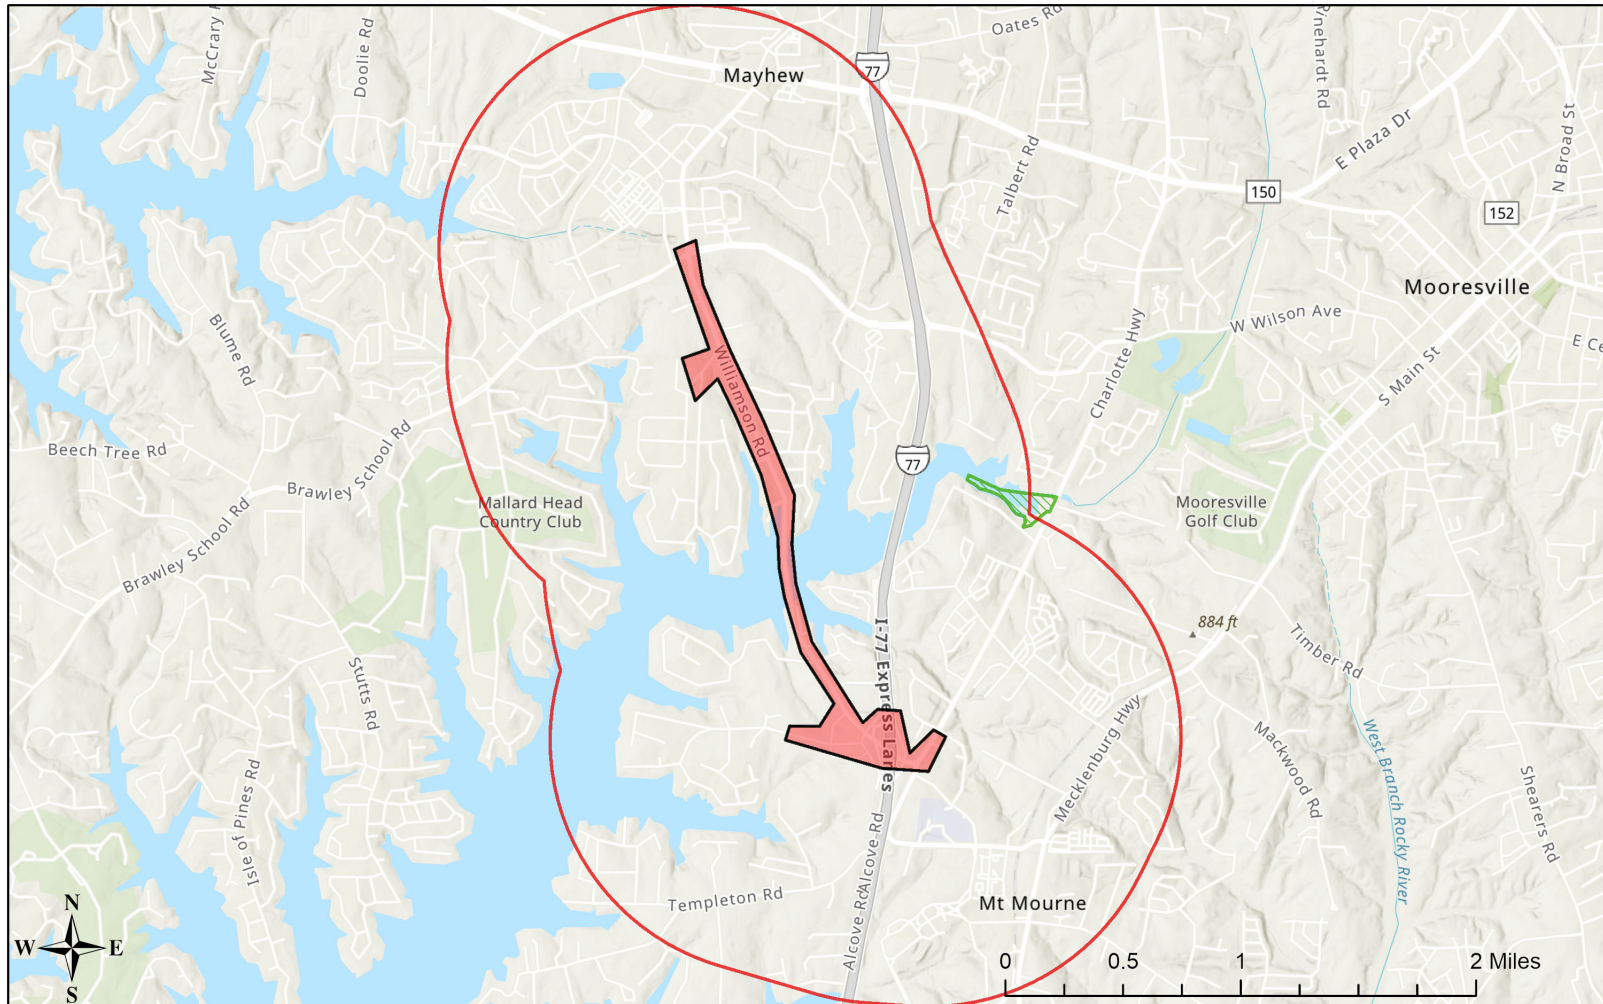 McCrary
Doolie Rd
Mayhew
77
Oates Rd
Rinehardt Rd
E Plaza Dr
N Broad St
Talbert Rd
150
152
Mooresville
W Wilson Ave
E Ce
Charlotte Hwy
S Main St
Blume Rd
Williamson Rd
Beech Tree Rd
Brawley School Rd
77
Mallard Head
Country Club
Mooresville
Golf Club
Brawley School Rd
884 ft
Timber Rd
I-77 Express Lanes
Stutts Rd
Mecklenburg Hwy
Mackwood Rd
West Branch Rocky River
Shearers Rd
Isle of Pines Rd
Alcove Rd
Alcove Rd
Templeton Rd
Mt Mourne
N
W
E
S
0
0.5
1
2 Miles